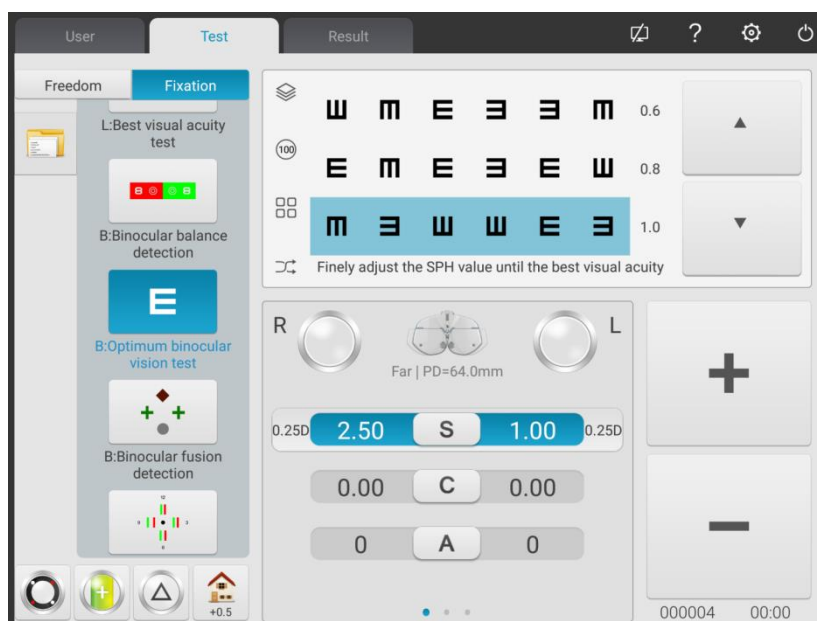 User
Test
Result
?
Freedom
Fixation
L:Best visual acuity
test
B:Binocular balance
detection
B:Optimum binocular
vision test
B:Binocular fusion
detection
+0.5
100
Ш Е m E Ǝ Ǝ m 0.6
E m E Ǝ E Ш 0.8
m Ǝ Ш Ш E Ǝ 1.0
Finely adjust the SPH value until the best visual acuity
R
L
Far | PD=64.0mm
0.25D 2.50 S 1.00 0.25D
0.00 C 0.00
0 A 0
000004 00:00